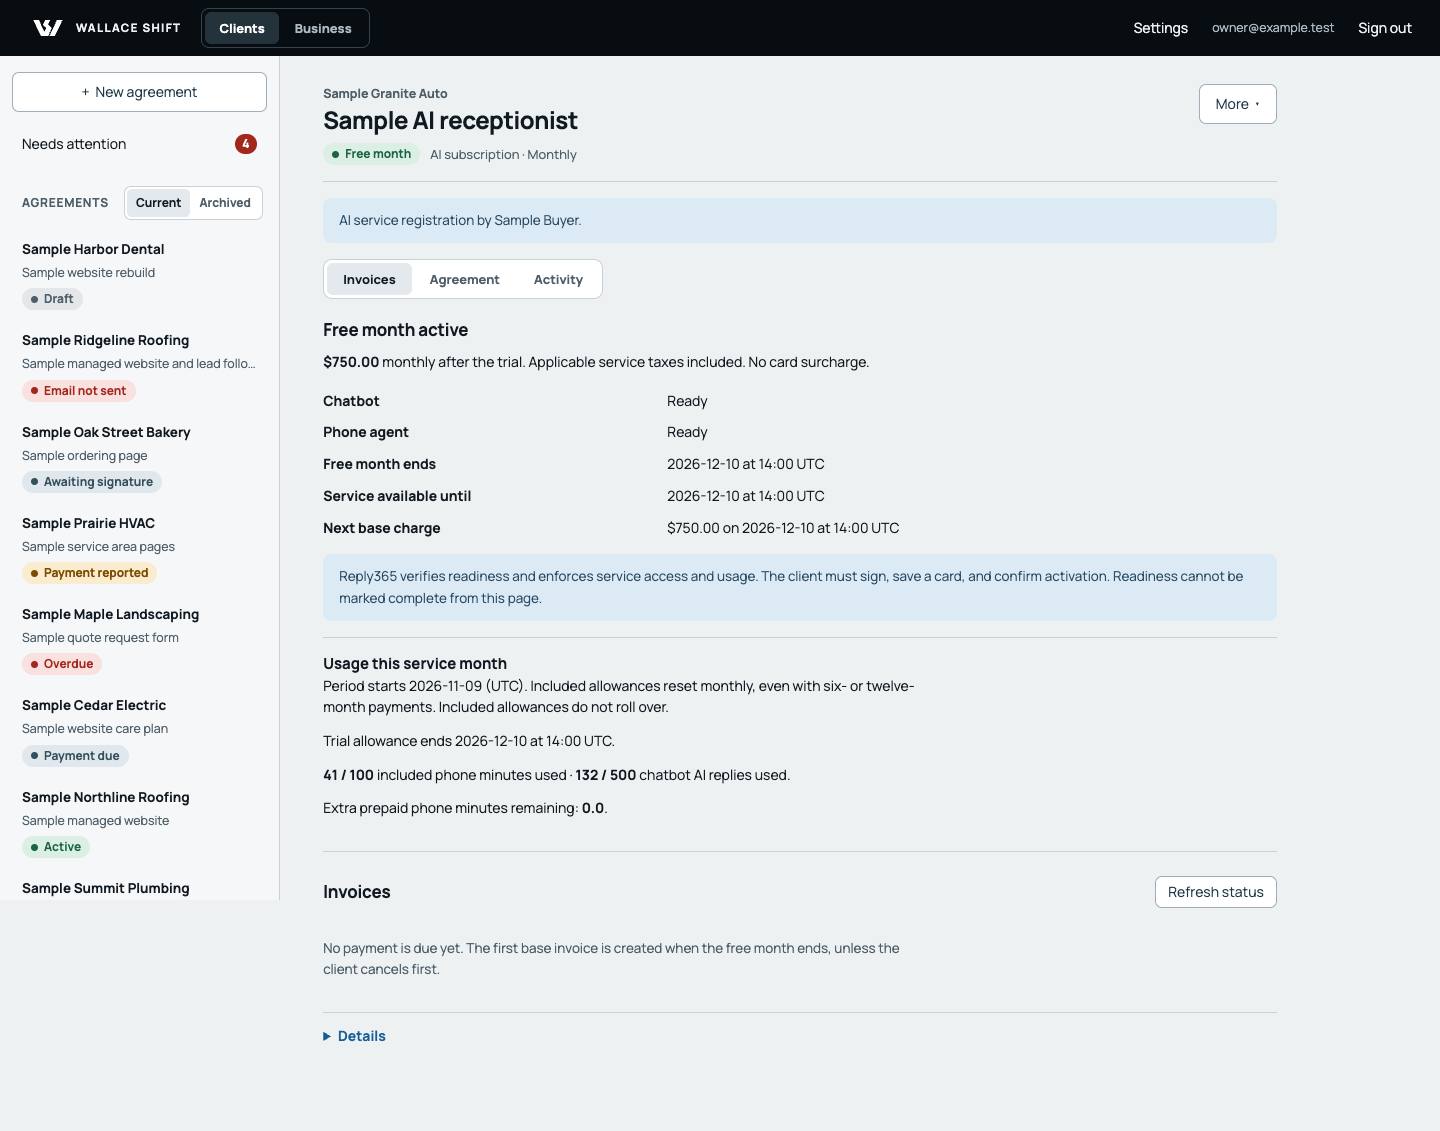 WALLACE SHIFT
Clients
Business
Settings
owner@example.test
Sign out
+ New agreement
Needs attention
4
AGREEMENTS
Current
Archived
Sample Harbor Dental
Sample website rebuild
Draft
Sample Ridgeline Roofing
Sample managed website and lead follo…
Email not sent
Sample Oak Street Bakery
Sample ordering page
Awaiting signature
Sample Prairie HVAC
Sample service area pages
Payment reported
Sample Maple Landscaping
Sample quote request form
Overdue
Sample Cedar Electric
Sample website care plan
Payment due
Sample Northline Roofing
Sample managed website
Active
Sample Summit Plumbing
Sample Granite Auto
Sample AI receptionist
Free month
AI subscription · Monthly
More
AI service registration by Sample Buyer.
Invoices
Agreement
Activity
Free month active
$750.00 monthly after the trial. Applicable service taxes included. No card surcharge.
Chatbot Ready
Phone agent Ready
Free month ends 2026-12-10 at 14:00 UTC
Service available until 2026-12-10 at 14:00 UTC
Next base charge $750.00 on 2026-12-10 at 14:00 UTC
Reply365 verifies readiness and enforces service access and usage. The client must sign, save a card, and confirm activation. Readiness cannot be
marked complete from this page.
Usage this service month
Period starts 2026-11-09 (UTC). Included allowances reset monthly, even with six- or twelve-
month payments. Included allowances do not roll over.
Trial allowance ends 2026-12-10 at 14:00 UTC.
41 / 100 included phone minutes used · 132 / 500 chatbot AI replies used.
Extra prepaid phone minutes remaining: 0.0.
Invoices
Refresh status
No payment is due yet. The first base invoice is created when the free month ends, unless the
client cancels first.
Details